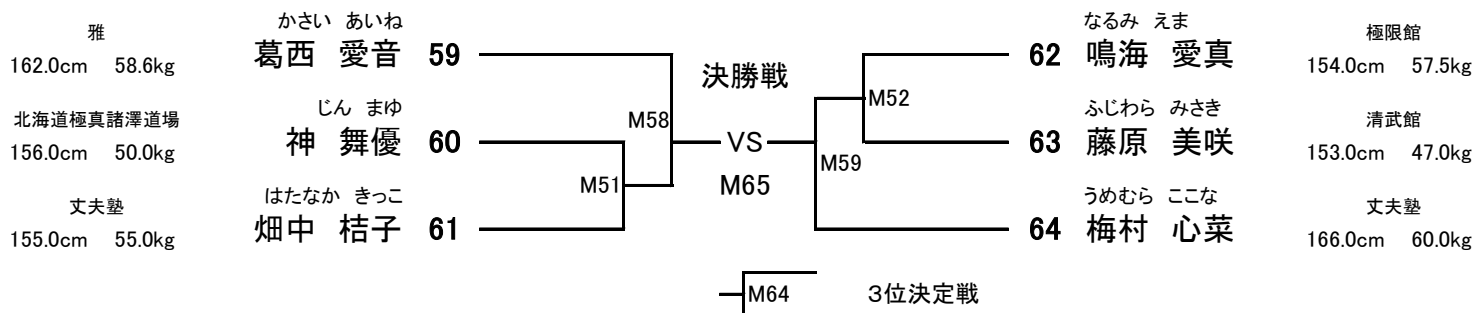 かさい あいね
雅
葛西 愛音 59
162.0cm 58.6kg
じん まゆ
北海道極真諸澤道場
神 舞優 60
156.0cm 50.0kg
はたなか きっこ
丈夫塾
畑中 桔子 61
155.0cm 55.0kg
M51
M58
決勝戦
VS
M65
M52
M59
なるみ えま
極限館
62 鳴海 愛真
154.0cm 57.5kg
ふじわら みさき
清武館
63 藤原 美咲
153.0cm 47.0kg
うめむら ここな
丈夫塾
64 梅村 心菜
166.0cm 60.0kg
M64 3位決定戦